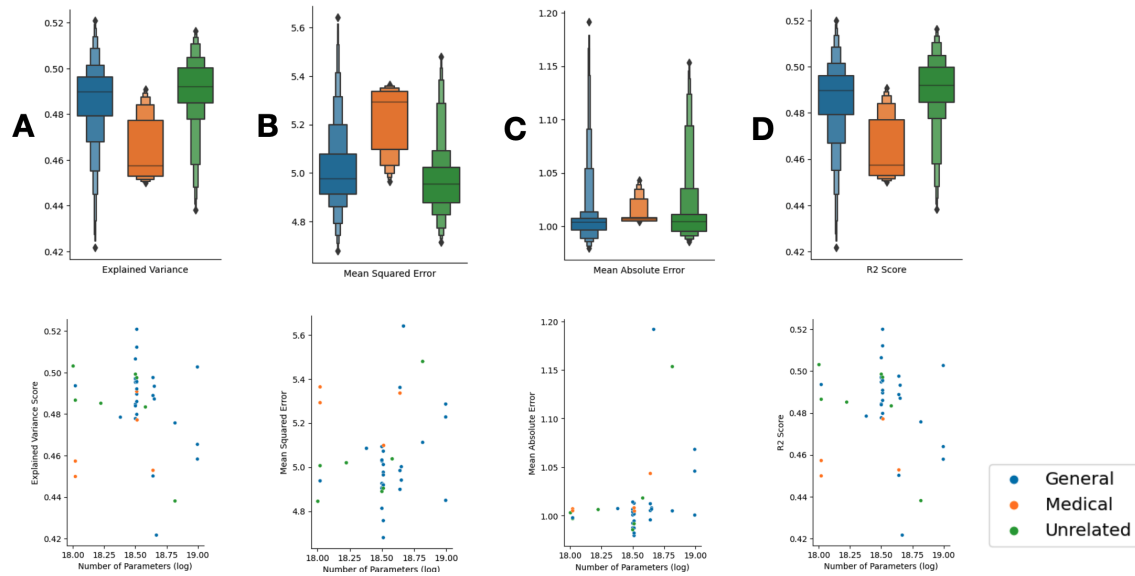 A
0.52
0.50
0.48
0.46
0.44
0.42
Explained Variance
B
5.6
5.4
5.2
5.0
4.8
Mean Squared Error
C
1.20
1.15
1.10
1.05
1.00
Mean Absolute Error
D
0.52
0.50
0.48
0.46
0.44
0.42
R2 Score
Explained Variance Score
0.52
0.50
0.48
0.46
0.44
0.42
18.00 18.25 18.50 18.75 19.00
Number of Parameters (log)
Mean Squared Error
5.6
5.4
5.2
5.0
4.8
18.00 18.25 18.50 18.75 19.00
Number of Parameters (log)
Mean Absolute Error
1.20
1.15
1.10
1.05
1.00
18.00 18.25 18.50 18.75 19.00
Number of Parameters (log)
R2 Score
0.52
0.50
0.48
0.46
0.44
0.42
18.00 18.25 18.50 18.75 19.00
Number of Parameters (log)
General
Medical
Unrelated